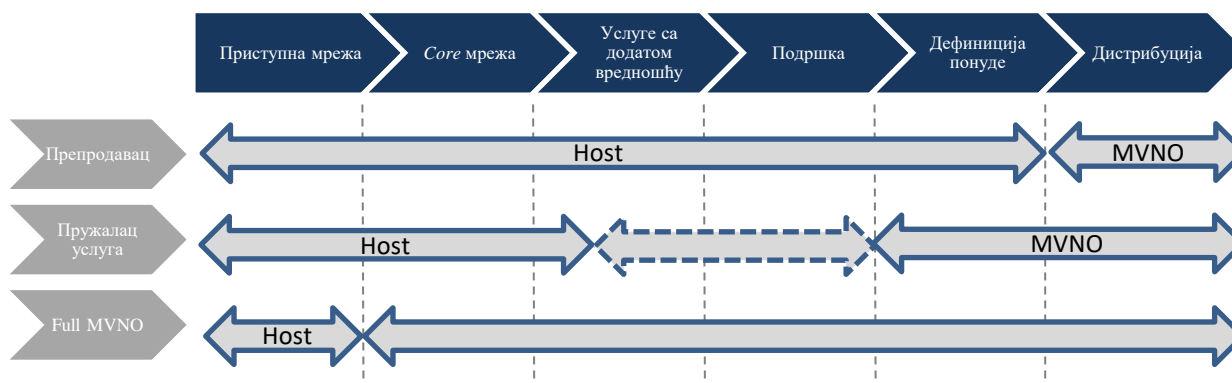 Приступна мрежа
Core мрежа
Услуге са
додатом
вредношћу
Подршка
Дефиниција
понуде
Дистрибуција
Препродавац
Host
MVNO
Пружалац
услуга
Host
MVNO
Full MVNO
Host